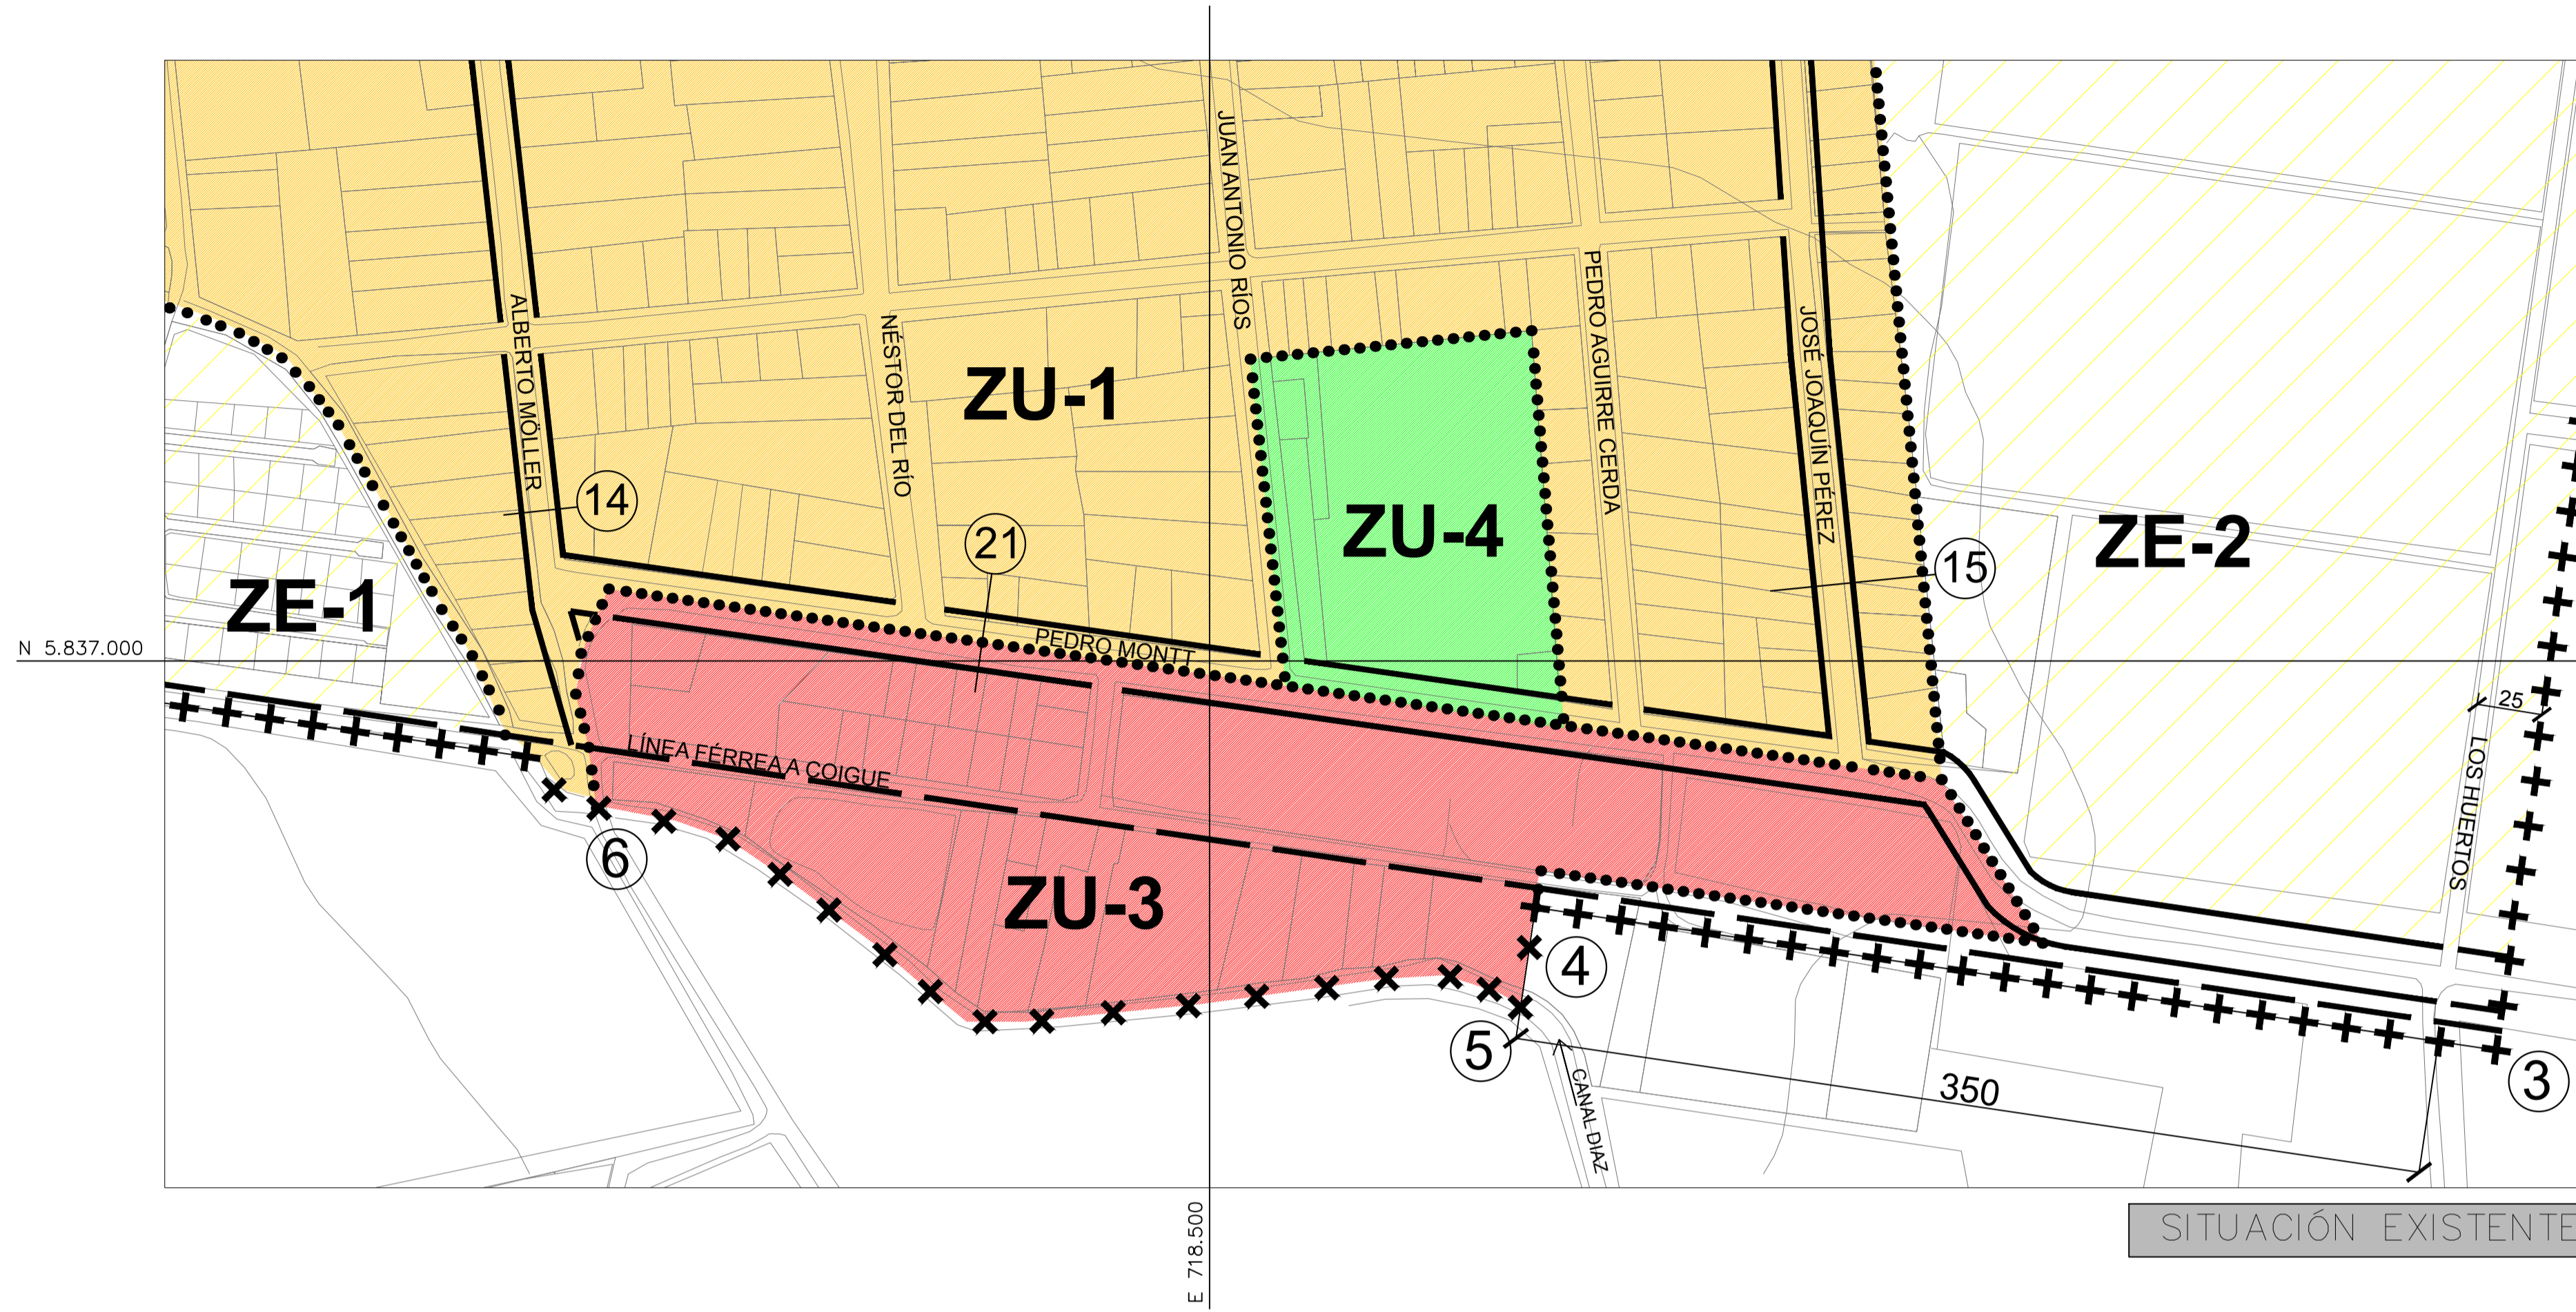 JUAN ANTONIO RÍOS
PEDRO AGUIRRE CERDA
ALBERTO MÖLLER
NÉSTOR DEL RÍO
JOSÉ JOAQUÍN PÉREZ
ZU-1
14
21
ZU-4
15
ZE-2
ZE-1
N 5.837.000
PEDRO MONTT
25
LOS HUERTOS
LÍNEA FÉRREA A COIGUE
6
ZU-3
4
5
350
3
CANAL DIAZ
E 718.500
SITUACIÓN EXISTENTE